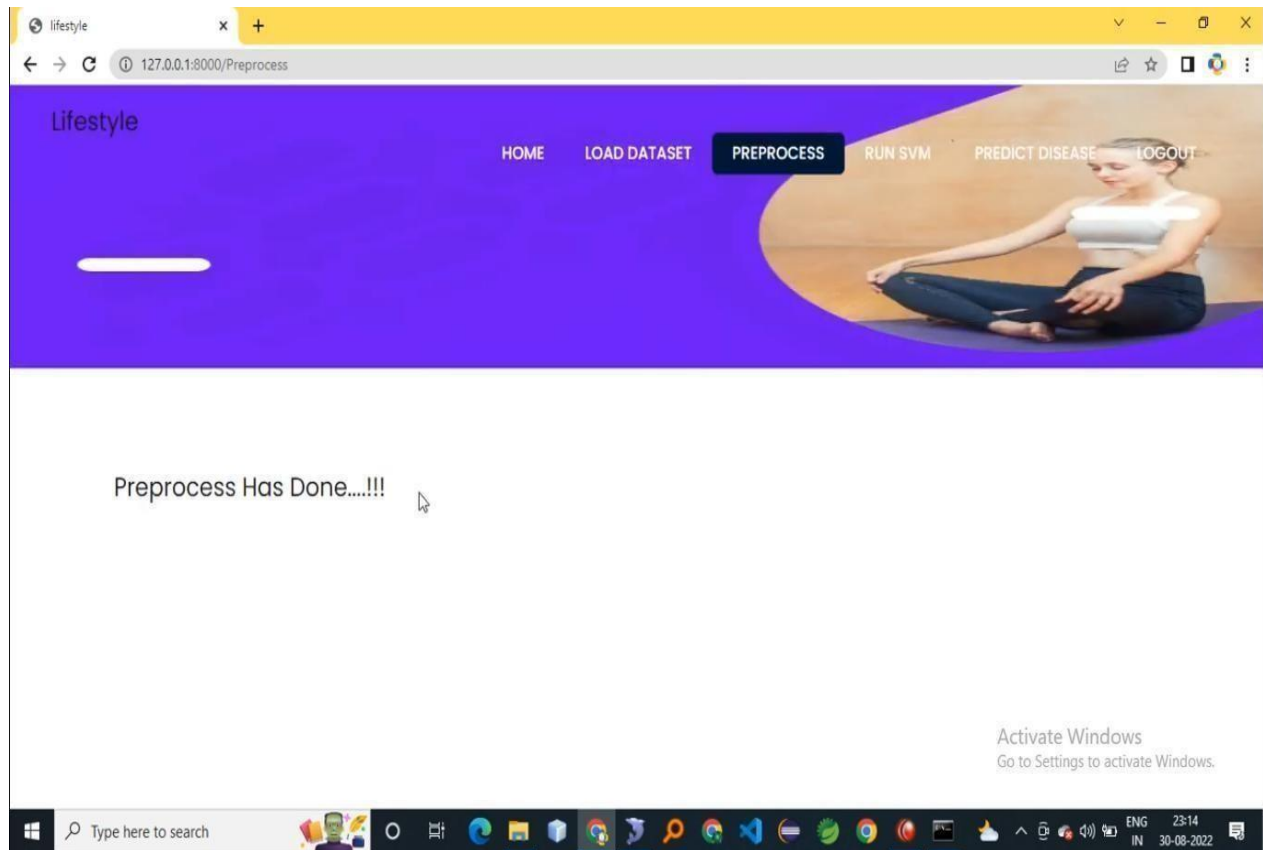 lifestyle
127.0.0.1:8000/Preprocess
Lifestyle
HOME LOAD DATASET PREPROCESS RUN SVM PREDICT DISEASE LOGOUT
Preprocess Has Done....!!!
Activate Windows
Go to Settings to activate Windows.
Type here to search
ENG 23:14
IN 30-08-2022